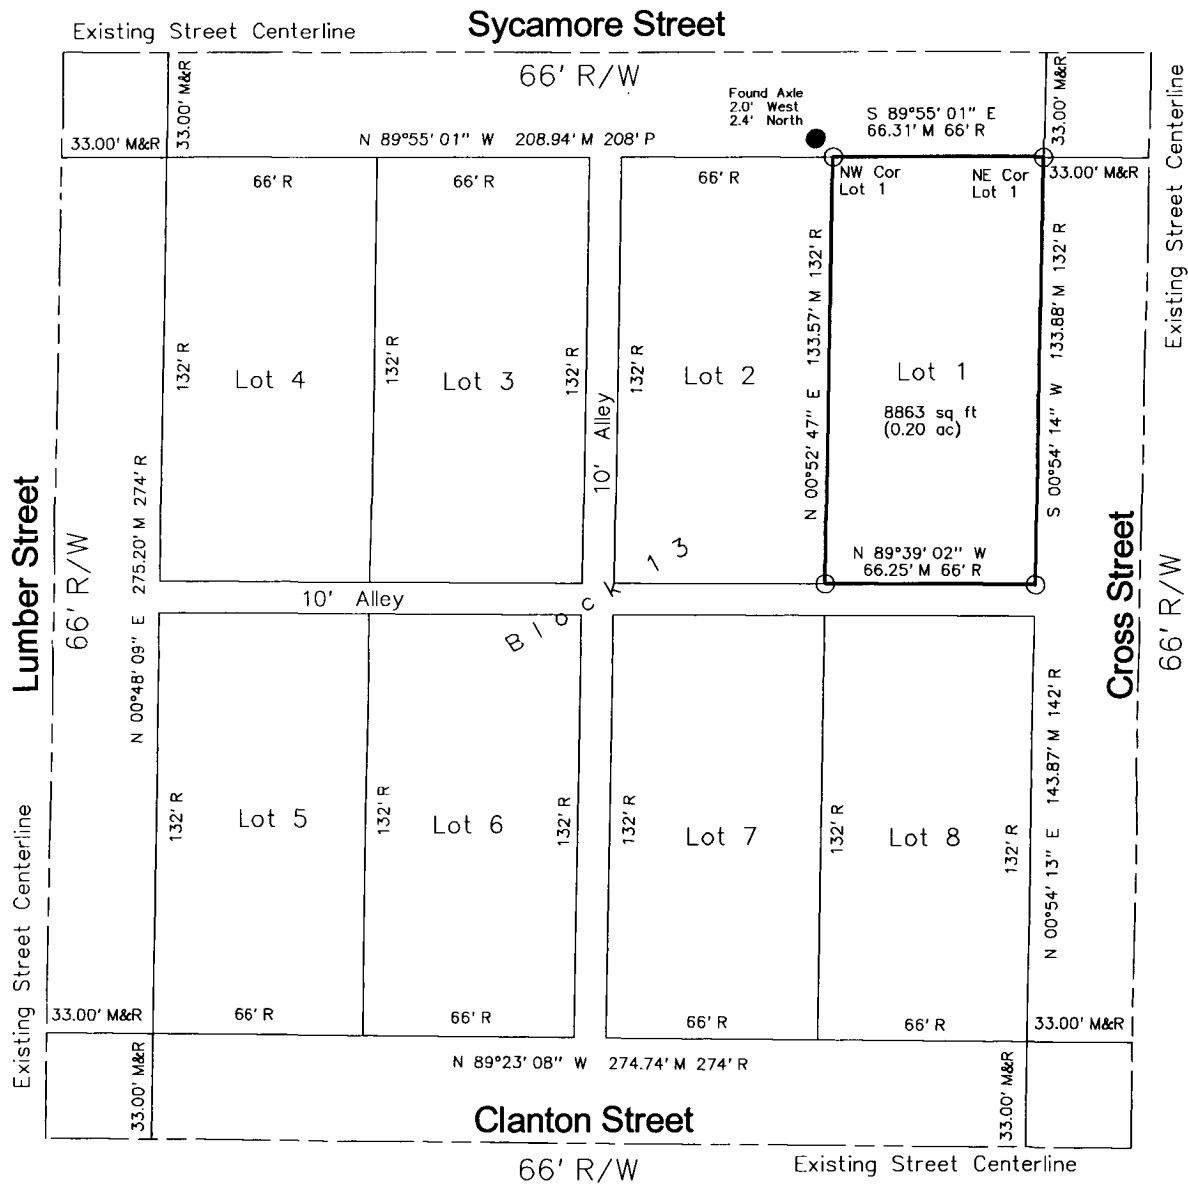 Sycamore Street
Existing Street Centerline
66' R/W
33.00' M&R
33.00' M&R
Found Axle
2.0' West
2.4' North
S 89°55' 01" E
66.31' M 66' R
33.00' M&R
33.00' M&R
N 89°55' 01" W 208.94' M 208' P
66' R
66' R
66' R
NW Cor
Lot 1
NE Cor
Lot 1
Existing Street Centerline
132' R
Lot 4
132' R
Lot 3
132' R
10' Alley
132' R
Lot 2
N 00°52' 47" E 133.57' M 132' R
Lot 1
8863 sq ft
(0.20 ac)
S 00°54' 14" W 133.88' M 132' R
N 89°39' 02" W
66.25' M 66' R
Lumber Street
66' R/W
N 00°48' 09" E 275.20' M 274' R
10' Alley
Block 13
Cross Street
66' R/W
132' R
Lot 5
132' R
Lot 6
132' R
132' R
Lot 7
132' R
Lot 8
132' R
N 00°54' 13" E 143.87' M 142' R
Existing Street Centerline
33.00' M&R
66' R
66' R
66' R
66' R
33.00' M&R
33.00' M&R
N 89°23' 08" W 274.74' M 274' R
33.00' M&R
Clanton Street
66' R/W
Existing Street Centerline